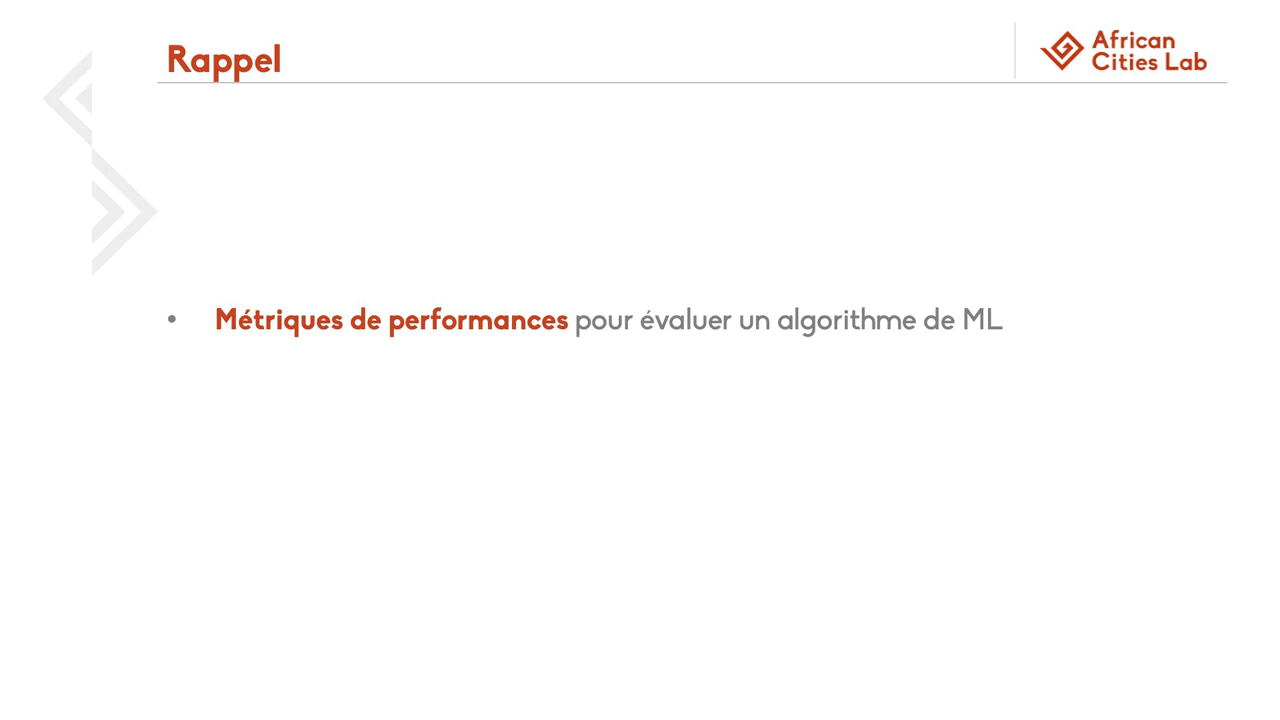 Rappel
African
Cities Lab
• Métriques de performances pour évaluer un algorithme de ML